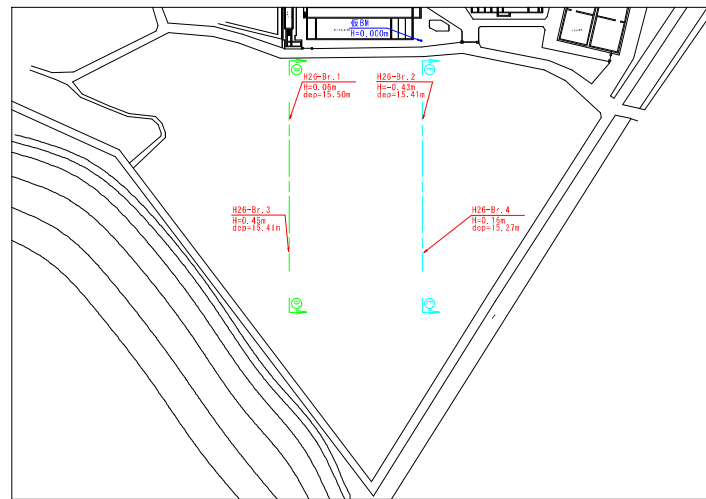 仮BM
H=0.000m
H26-Br.1
H=0.06m
dep=15.50m
H26-Br.2
H=-0.43m
dep=15.41m
H26-Br.3
H=0.45m
dep=15.41m
H26-Br.4
H=0.16m
dep=15.27m